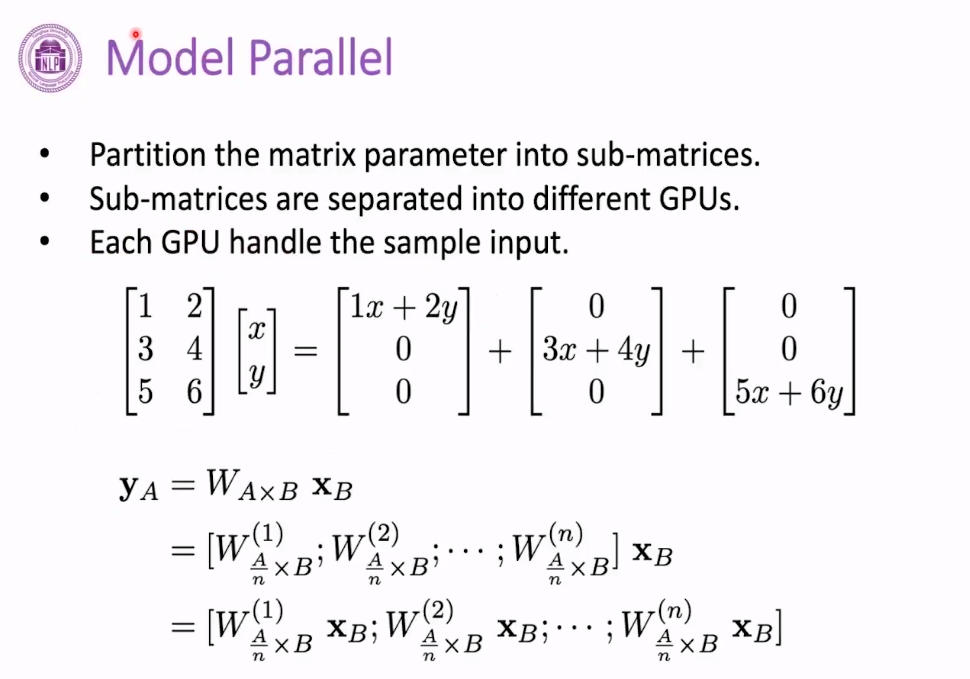 NLP
Model Parallel
• Partition the matrix parameter into sub-matrices.
• Sub-matrices are separated into different GPUs.
• Each GPU handle the sample input.
\begin{bmatrix} 1 & 2 \\ 3 & 4 \\ 5 & 6 \end{bmatrix} \begin{bmatrix} x \\ y \end{bmatrix} = \begin{bmatrix} 1x + 2y \\ 0 \\ 0 \end{bmatrix} + \begin{bmatrix} 0 \\ 3x + 4y \\ 0 \end{bmatrix} + \begin{bmatrix} 0 \\ 0 \\ 5x + 6y \end{bmatrix}
\mathbf{y}_A = W_{A \times B} \mathbf{x}_B
= [W^{(1)}_{\frac{A}{n} \times B}; W^{(2)}_{\frac{A}{n} \times B}; \cdots; W^{(n)}_{\frac{A}{n} \times B}] \mathbf{x}_B
= [W^{(1)}_{\frac{A}{n} \times B} \mathbf{x}_B; W^{(2)}_{\frac{A}{n} \times B} \mathbf{x}_B; \cdots; W^{(n)}_{\frac{A}{n} \times B} \mathbf{x}_B]